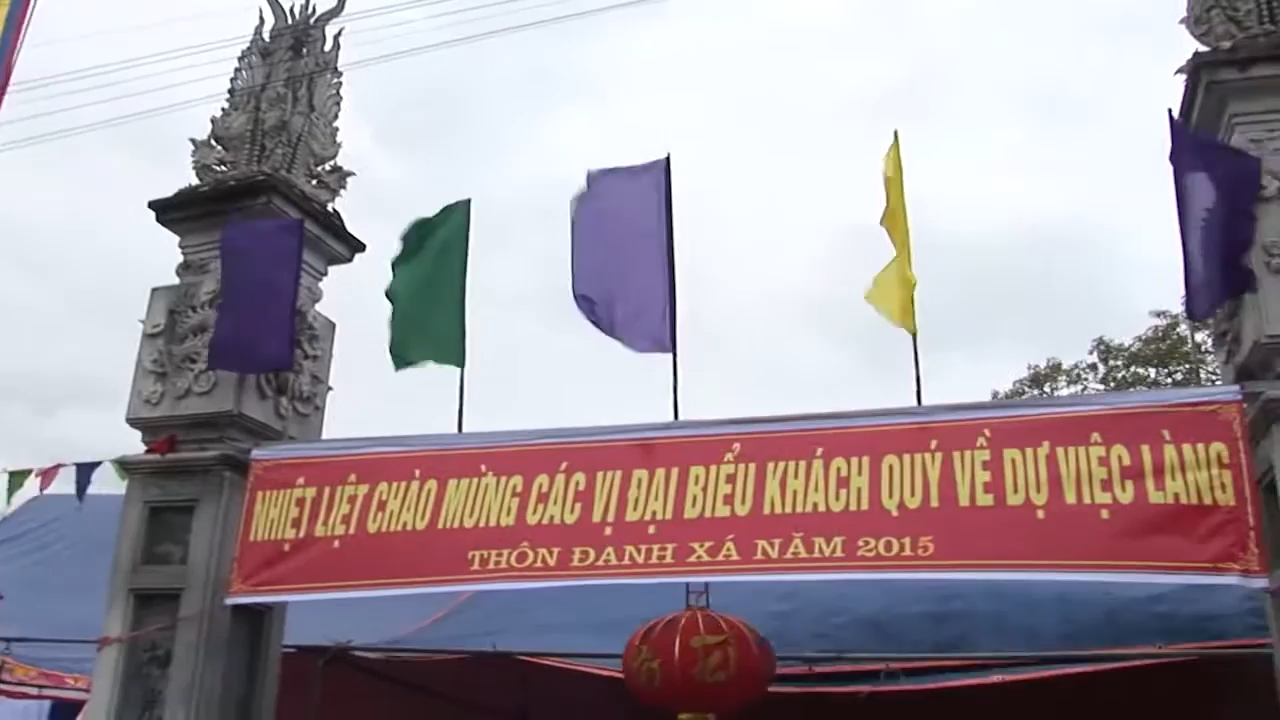 NHIỆT LIỆT CHÀO MỪNG CÁC VỊ ĐẠI BIỂU KHÁCH QUÝ VỀ DỰ VIỆC LÀNG
THÔN ĐANH XÁ NĂM 2015